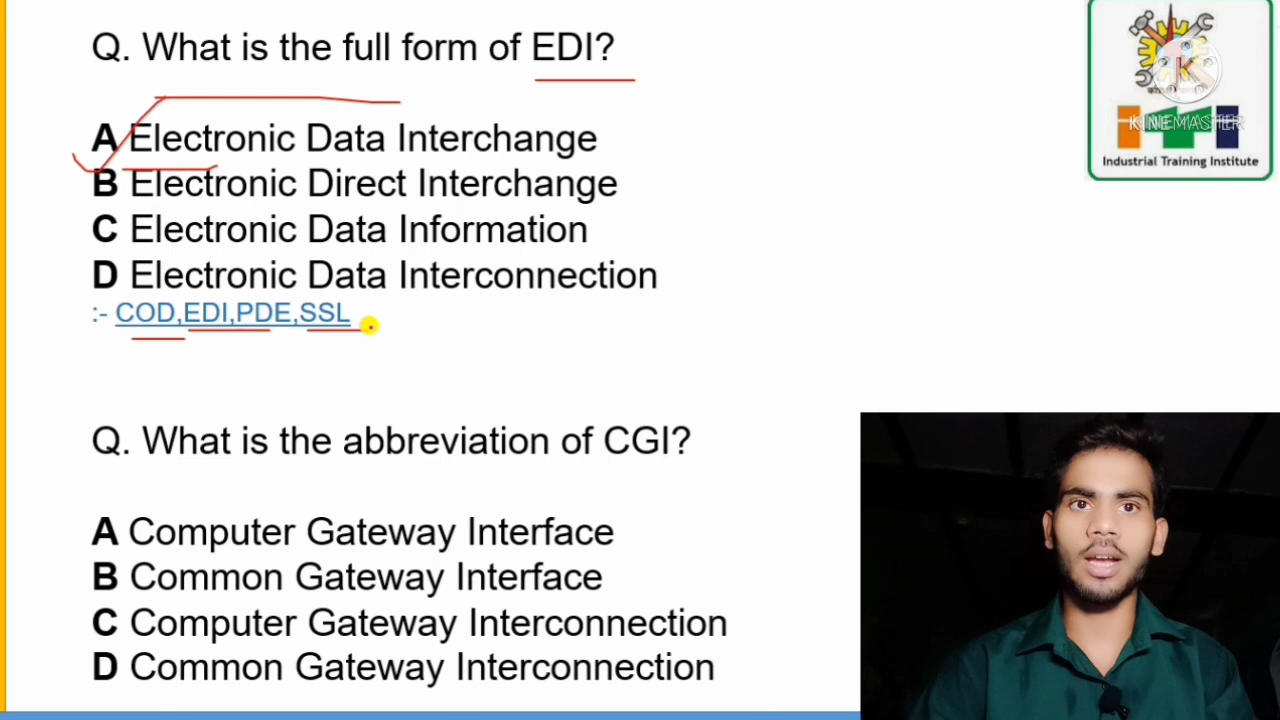 Q. What is the full form of EDI?
A Electronic Data Interchange
B Electronic Direct Interchange
C Electronic Data Information
D Electronic Data Interconnection
:- COD,EDI,PDE,SSL
Q. What is the abbreviation of CGI?
A Computer Gateway Interface
B Common Gateway Interface
C Computer Gateway Interconnection
D Common Gateway Interconnection
K
KINEMASTER
Industrial Training Institute